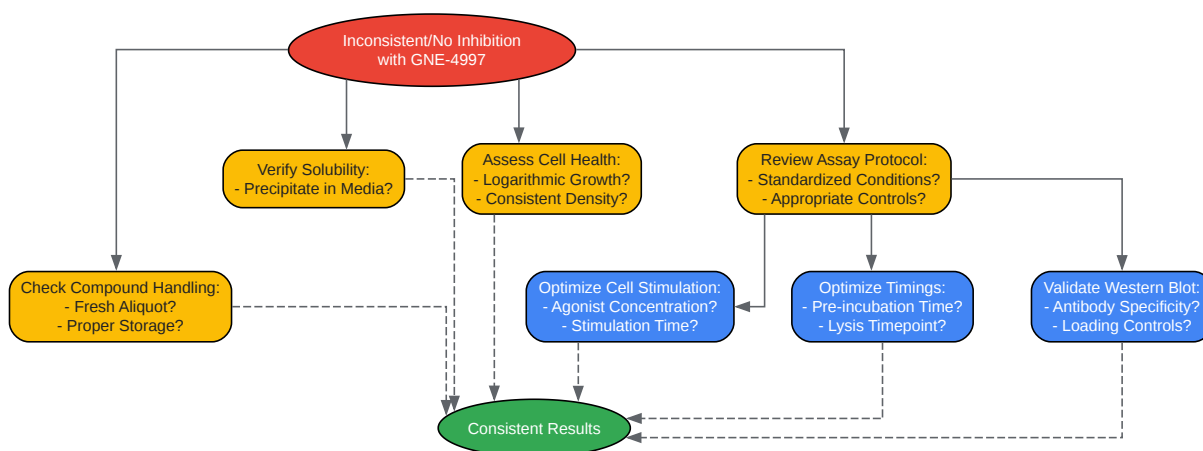 Inconsistent/No Inhibition
with GNE-4997
Verify Solubility:
- Precipitate in Media?
Assess Cell Health:
- Logarithmic Growth?
- Consistent Density?
Review Assay Protocol:
- Standardized Conditions?
- Appropriate Controls?
Check Compound Handling:
- Fresh Aliquot?
- Proper Storage?
Optimize Cell Stimulation:
- Agonist Concentration?
- Stimulation Time?
Optimize Timings:
- Pre-incubation Time?
- Lysis Timepoint?
Validate Western Blot:
- Antibody Specificity?
- Loading Controls?
Consistent Results